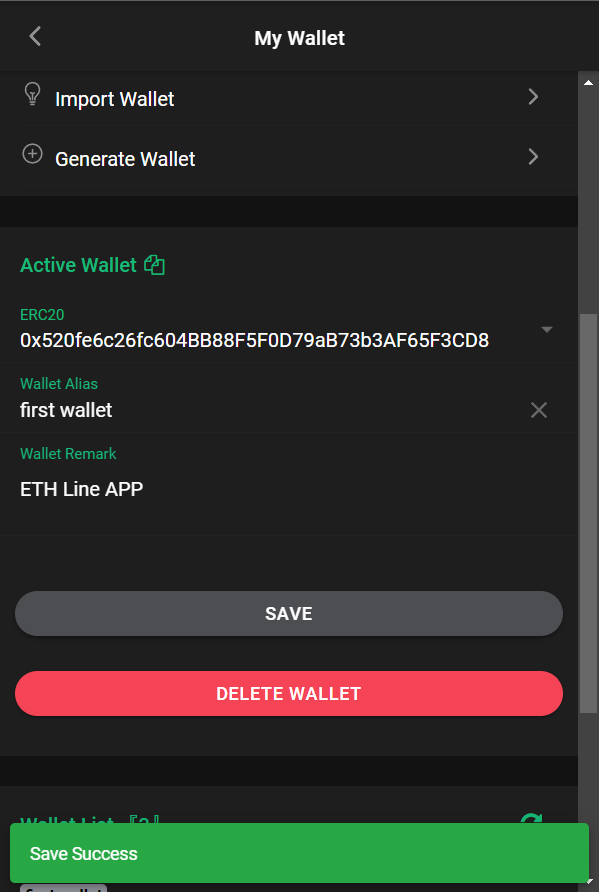 My Wallet
Import Wallet
Generate Wallet
Active Wallet
ERC20
0x520fe6c26fc604BB88F5F0D79aB73b3AF65F3CD8
Wallet Alias
first wallet
Wallet Remark
ETH Line APP
SAVE
DELETE WALLET
Wallet List
Save Success